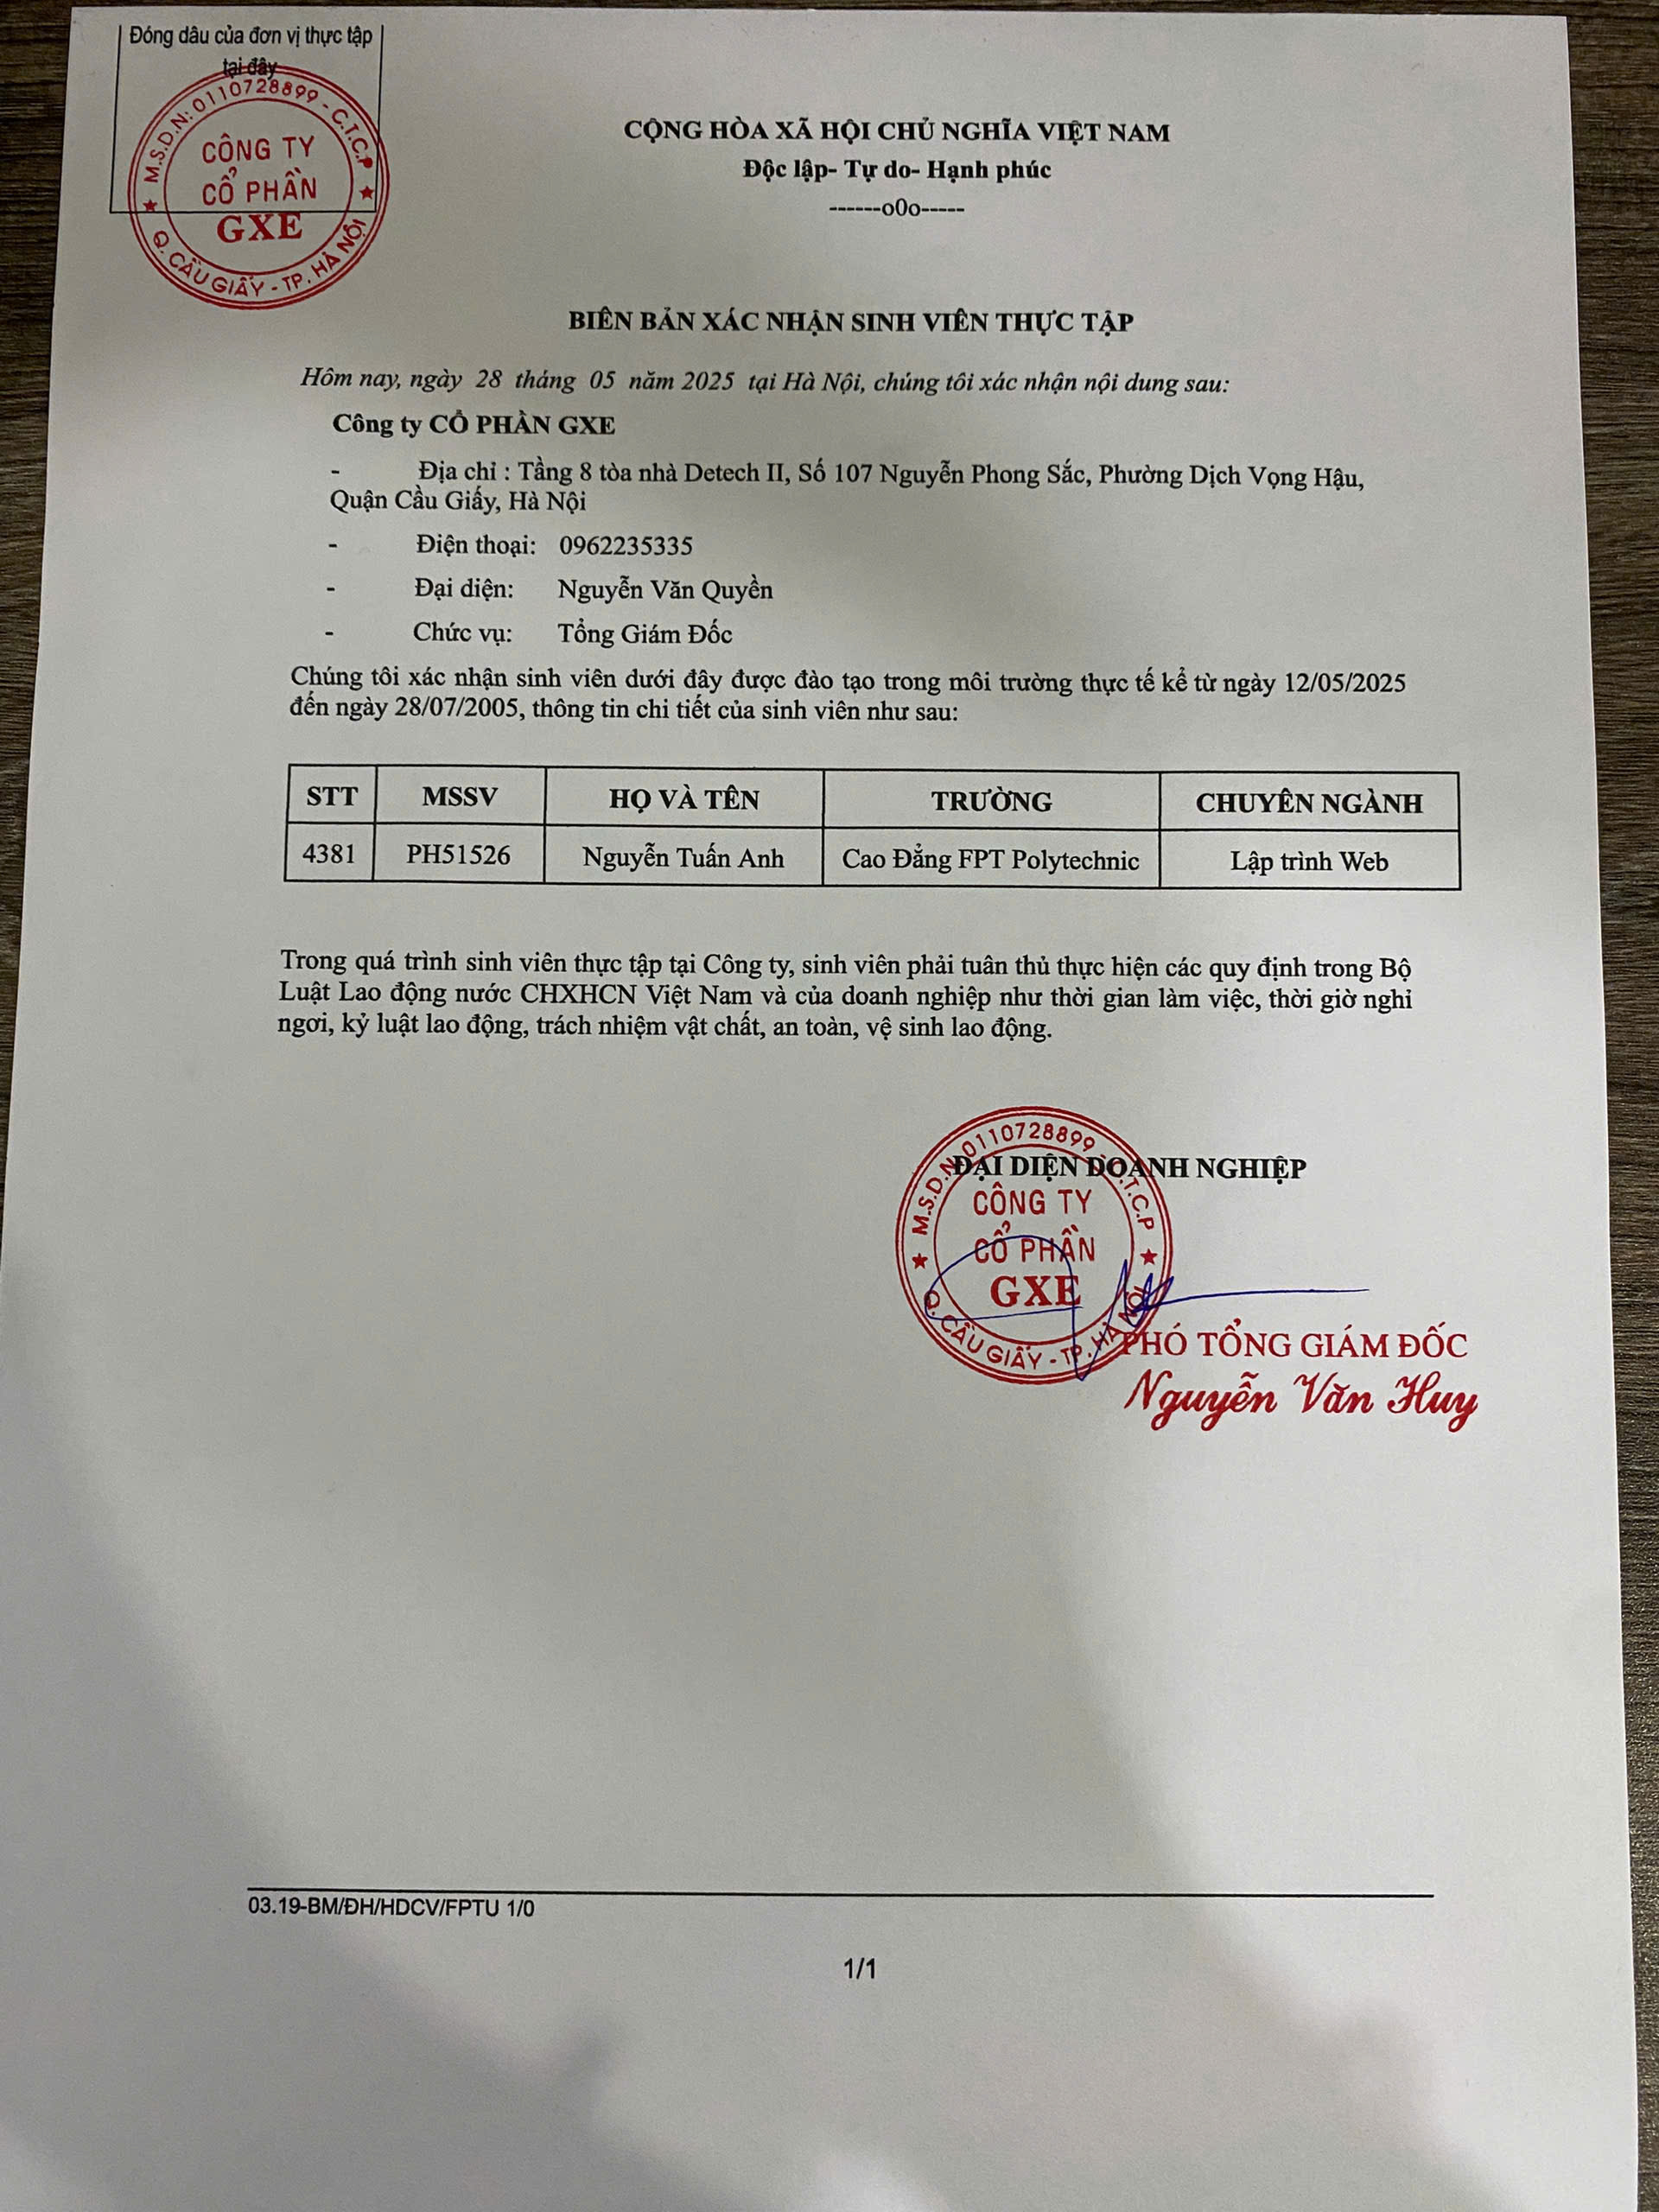 Đóng dâu của đơn vị thực tập
tại đây
M.S.D.N: 0110728899 - C.T.C.P
CÔNG TY
CỔ PHẦN
GXE
Q. CẦU GIẤY - TP. HÀ NỘI
CỘNG HÒA XÃ HỘI CHỦ NGHĨA VIỆT NAM
Độc lập- Tự do- Hạnh phúc
------o0o-----
BIÊN BẢN XÁC NHẬN SINH VIÊN THỰC TẬP
Hôm nay, ngày 28 tháng 05 năm 2025 tại Hà Nội, chúng tôi xác nhận nội dung sau:
Công ty CỔ PHẦN GXE
- Địa chỉ : Tầng 8 tòa nhà Detech II, Số 107 Nguyễn Phong Sắc, Phường Dịch Vọng Hậu,
Quận Cầu Giấy, Hà Nội
- Điện thoại: 0962235335
- Đại diện: Nguyễn Văn Quyền
- Chức vụ: Tổng Giám Đốc
Chúng tôi xác nhận sinh viên dưới đây được đào tạo trong môi trường thực tế kể từ ngày 12/05/2025
đến ngày 28/07/2005, thông tin chi tiết của sinh viên như sau:
STT MSSV HỌ VÀ TÊN TRƯỜNG CHUYÊN NGÀNH
4381 PH51526 Nguyễn Tuấn Anh Cao Đẳng FPT Polytechnic Lập trình Web
Trong quá trình sinh viên thực tập tại Công ty, sinh viên phải tuân thủ thực hiện các quy định trong Bộ
Luật Lao động nước CHXHCN Việt Nam và của doanh nghiệp như thời gian làm việc, thời giờ nghỉ
ngơi, kỷ luật lao động, trách nhiệm vật chất, an toàn, vệ sinh lao động.
ĐẠI DIỆN DOANH NGHIỆP
M.S.D.N: 0110728899 - C.T.C.P
CÔNG TY
CỔ PHẦN
GXE
Q. CẦU GIẤY - TP. HÀ NỘI
PHÓ TỔNG GIÁM ĐỐC
Nguyễn Văn Huy
03.19-BM/ĐH/HDCV/FPTU 1/0
1/1